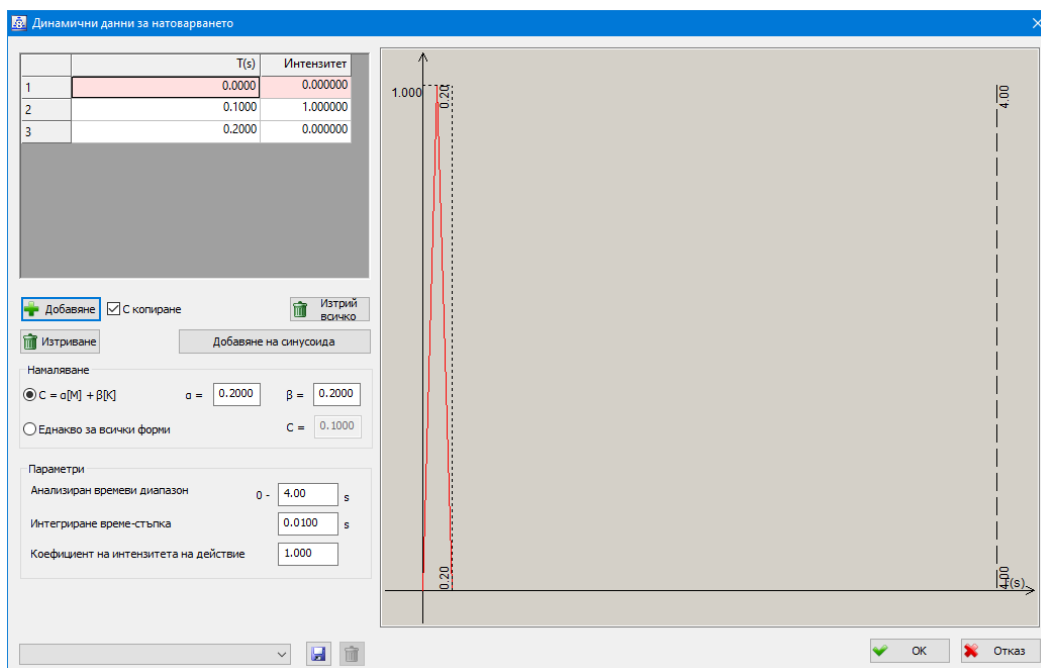 Динамични данни за натоварването
T(s) Интензитет
1 0.0000 0.000000
2 0.1000 1.000000
3 0.2000 0.000000
Добавяне С копиране Изтрий всичко
Изтриване Добавяне на синусоида
Намаляване
C = α[M] + β[K] α = 0.2000 β = 0.2000
Еднакво за всички форми C = 0.1000
Параметри
Анализиран времеви диапазон 0 - 4.00 s
Интегриране време-стъпка 0.0100 s
Коефициент на интензитета на действие 1.000
1.000
0.20
4.00
0.20
4.00
T(s)
OK Отказ